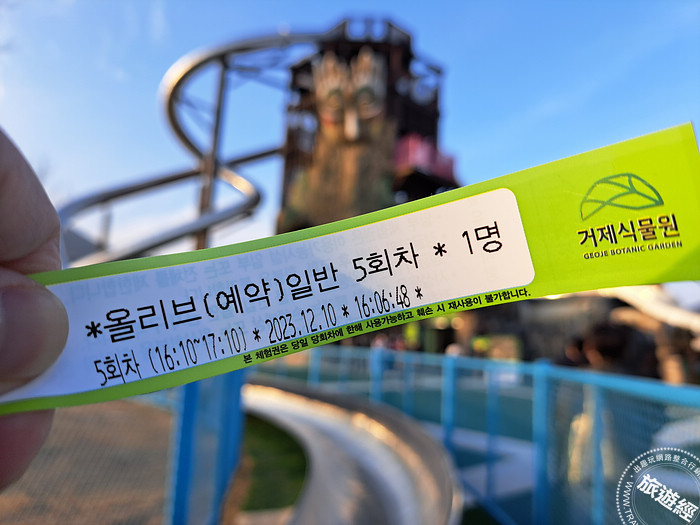 *올리브(예약)일반 5회차 * 1명
5회차 (16:10~17:10) * 2023.12.10 * 16:06:48 *
본 체험권은 당일 당회차에 한해 사용가능하고 훼손 시 재사용이 불가합니다.
거제식물원
GEOJE BOTANIC GARDEN
旅遊經